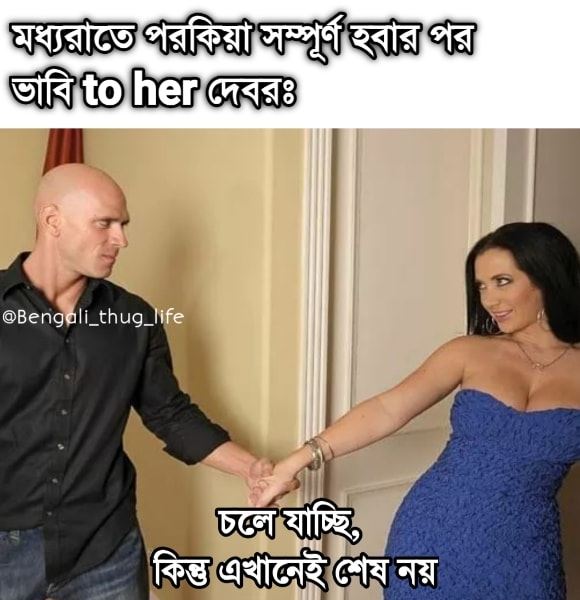 মধ্যরাতে পরকিয়া সম্পূর্ণ হবার পর
ভাবি to her দেবরঃ
@Bengali_thug_life
চলে যাচ্ছি,
কিন্তু এখানেই শেষ নয়